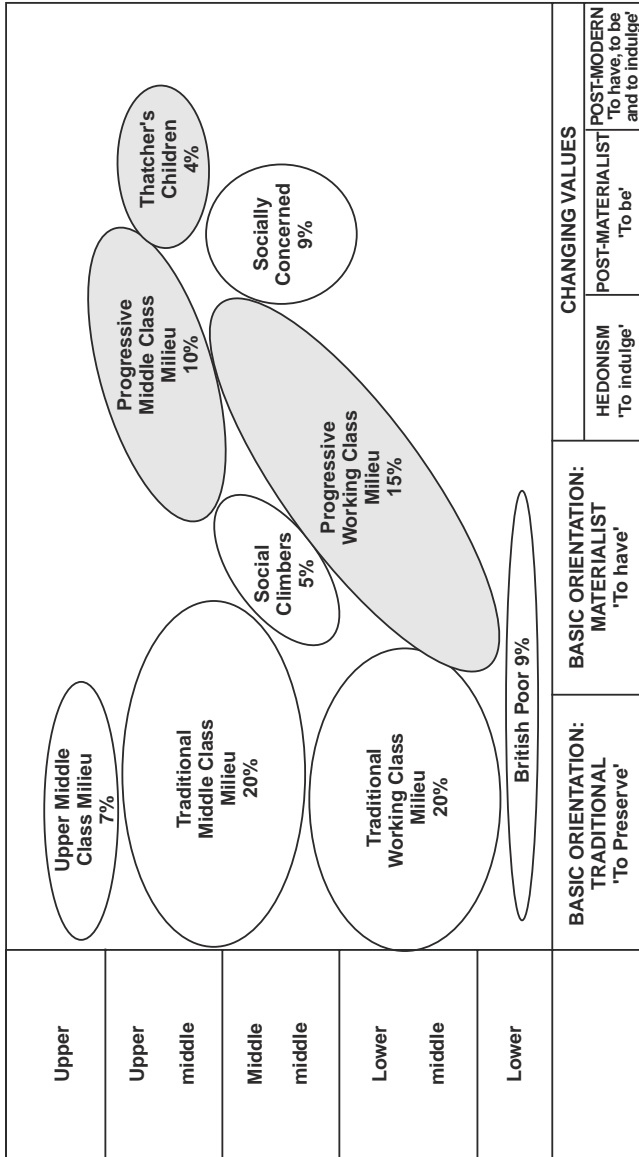 Upper
Upper
middle
Middle
middle
Lower
middle
Lower
Upper Middle
Class Milieu
7%
Traditional
Middle Class
Milieu
20%
Traditional
Working Class
Milieu
20%
British Poor 9%
Social
Climbers
5%
Progressive
Middle Class
Milieu
10%
Progressive
Working Class
Milieu
15%
Thatcher's
Children
4%
Socially
Concerned
9%
BASIC ORIENTATION:
TRADITIONAL
'To Preserve'
BASIC ORIENTATION:
MATERIALIST
'To have'
CHANGING VALUES
HEDONISM
'To indulge'
POST-MATERIALIST
'To be'
POST-MODERN
'To have, to be
and to indulge'